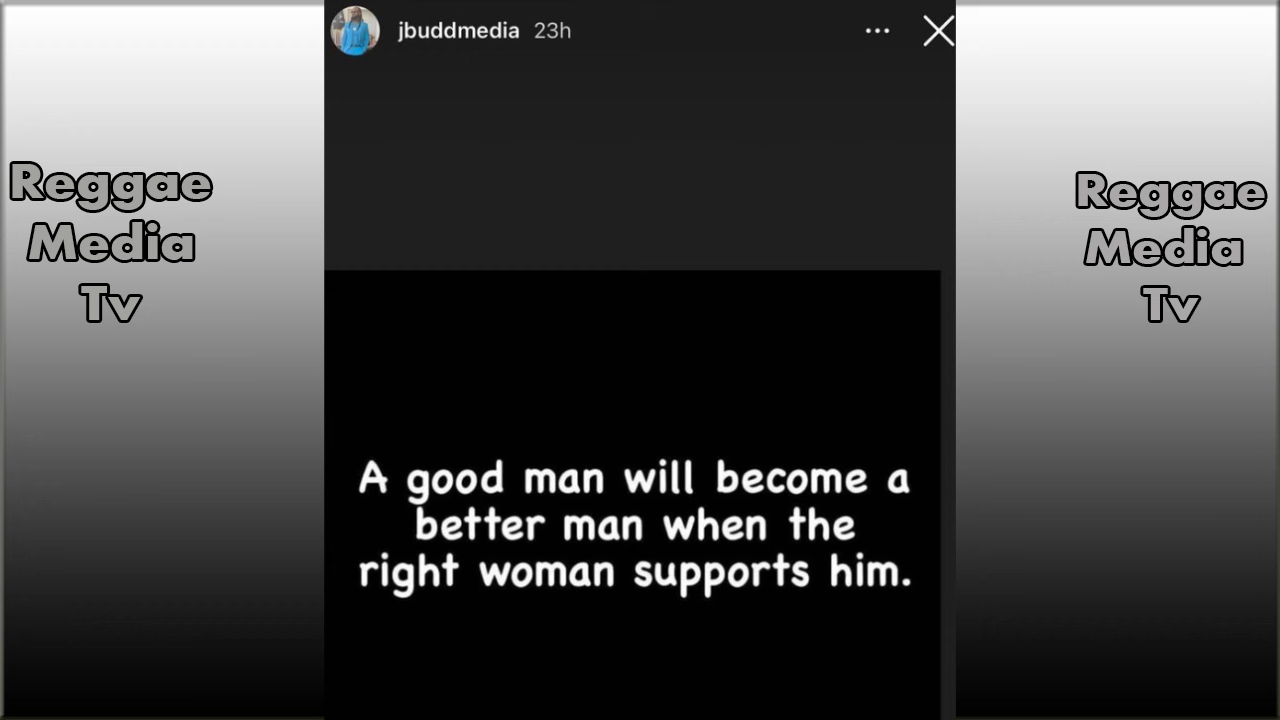 jbuddmedia 23h
Reggae
Media
Tv
A good man will become a
better man when the
right woman supports him.
Reggae
Media
Tv